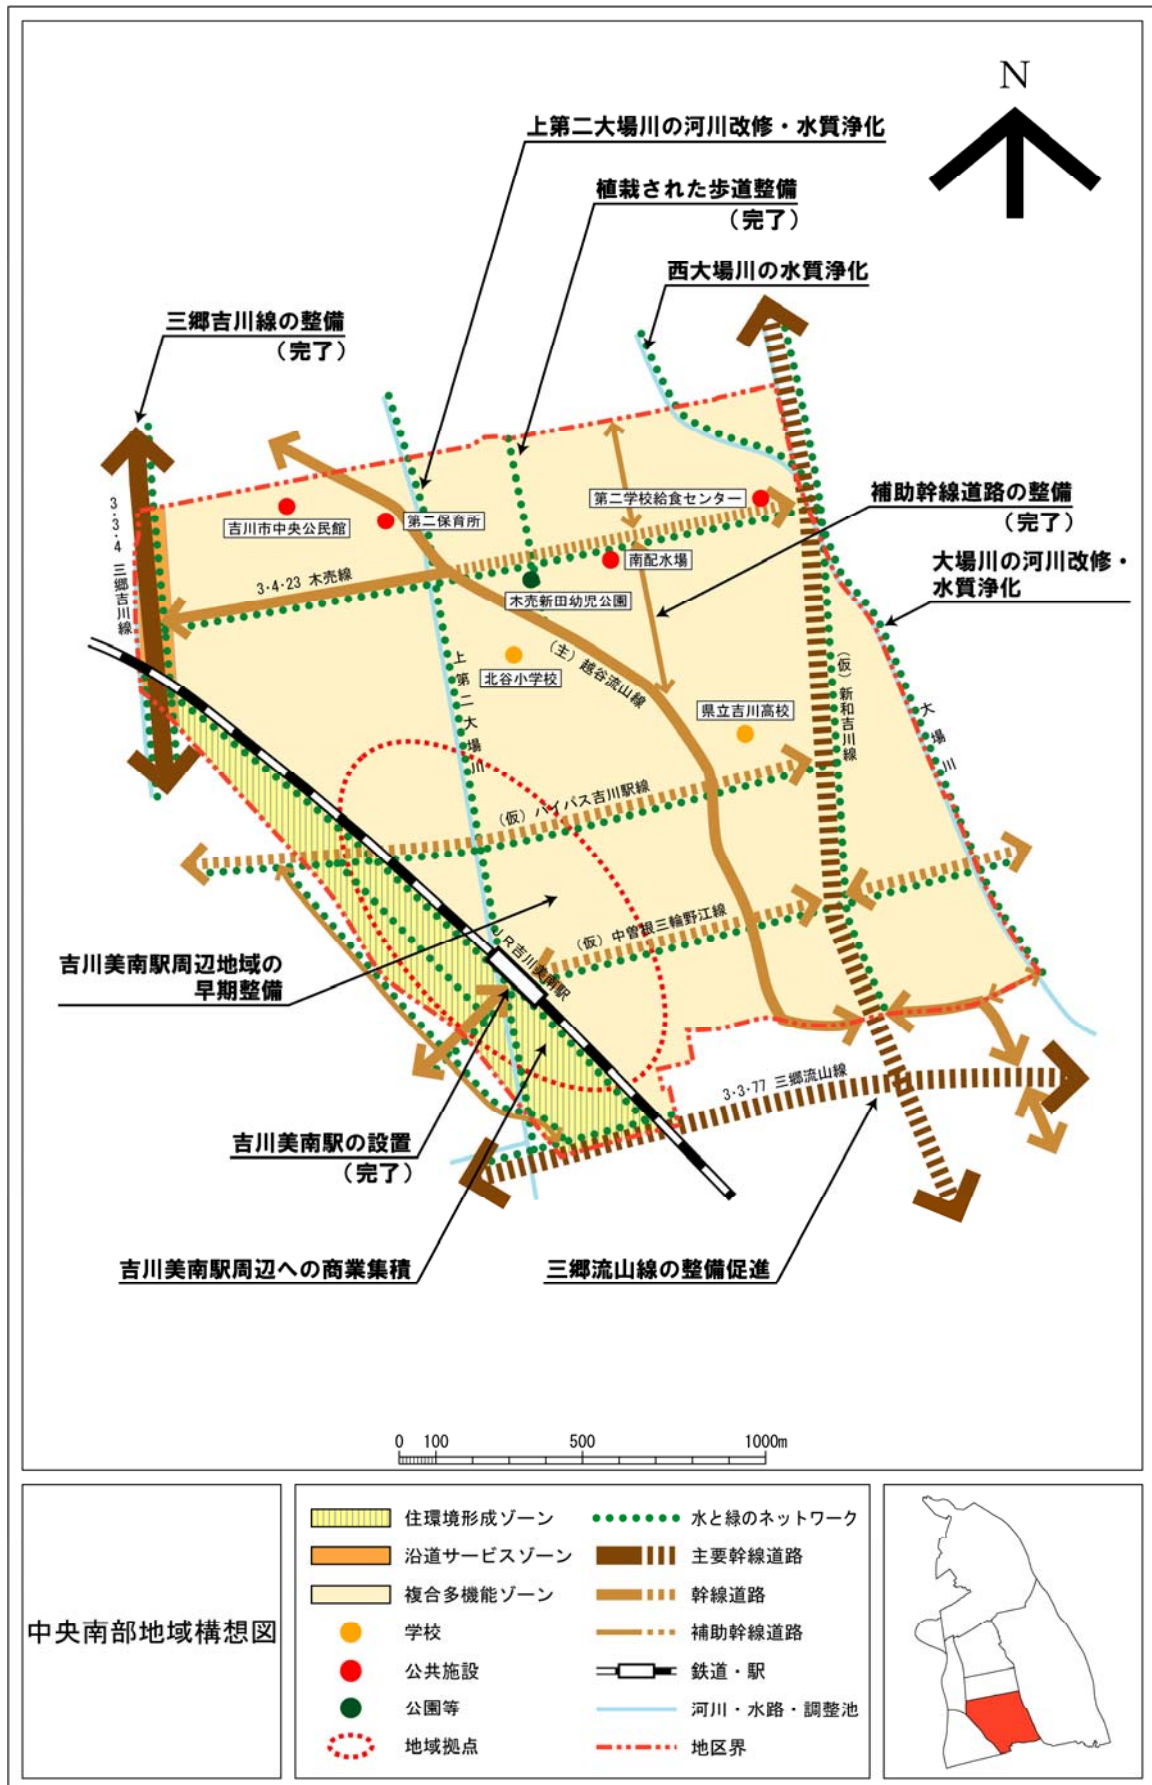 N
上第二大場川の河川改修・水質浄化
植栽された歩道整備
（完了）
西大場川の水質浄化
三郷吉川線の整備
（完了）
補助幹線道路の整備
（完了）
大場川の河川改修・
水質浄化
3・3・4 三郷吉川線
吉川市中央公民館
第二保育所
第二学校給食センター
南配水場
3・4・23 木売線
木売新田幼児公園
北谷小学校
（主）越谷流山線
県立吉川高校
上第二大場川
（仮）新和吉川線
大場川
（仮）バイパス吉川駅線
（仮）中曽根三輪野江線
JR吉川美南駅
吉川美南駅周辺地域の
早期整備
3・3・77 三郷流山線
吉川美南駅の設置
（完了）
吉川美南駅周辺への商業集積
三郷流山線の整備促進
0 100 500 1000m
中央南部地域構想図
住環境形成ゾーン
沿道サービスゾーン
複合多機能ゾーン
学校
公共施設
公園等
地域拠点
水と緑のネットワーク
主要幹線道路
幹線道路
補助幹線道路
鉄道・駅
河川・水路・調整池
地区界